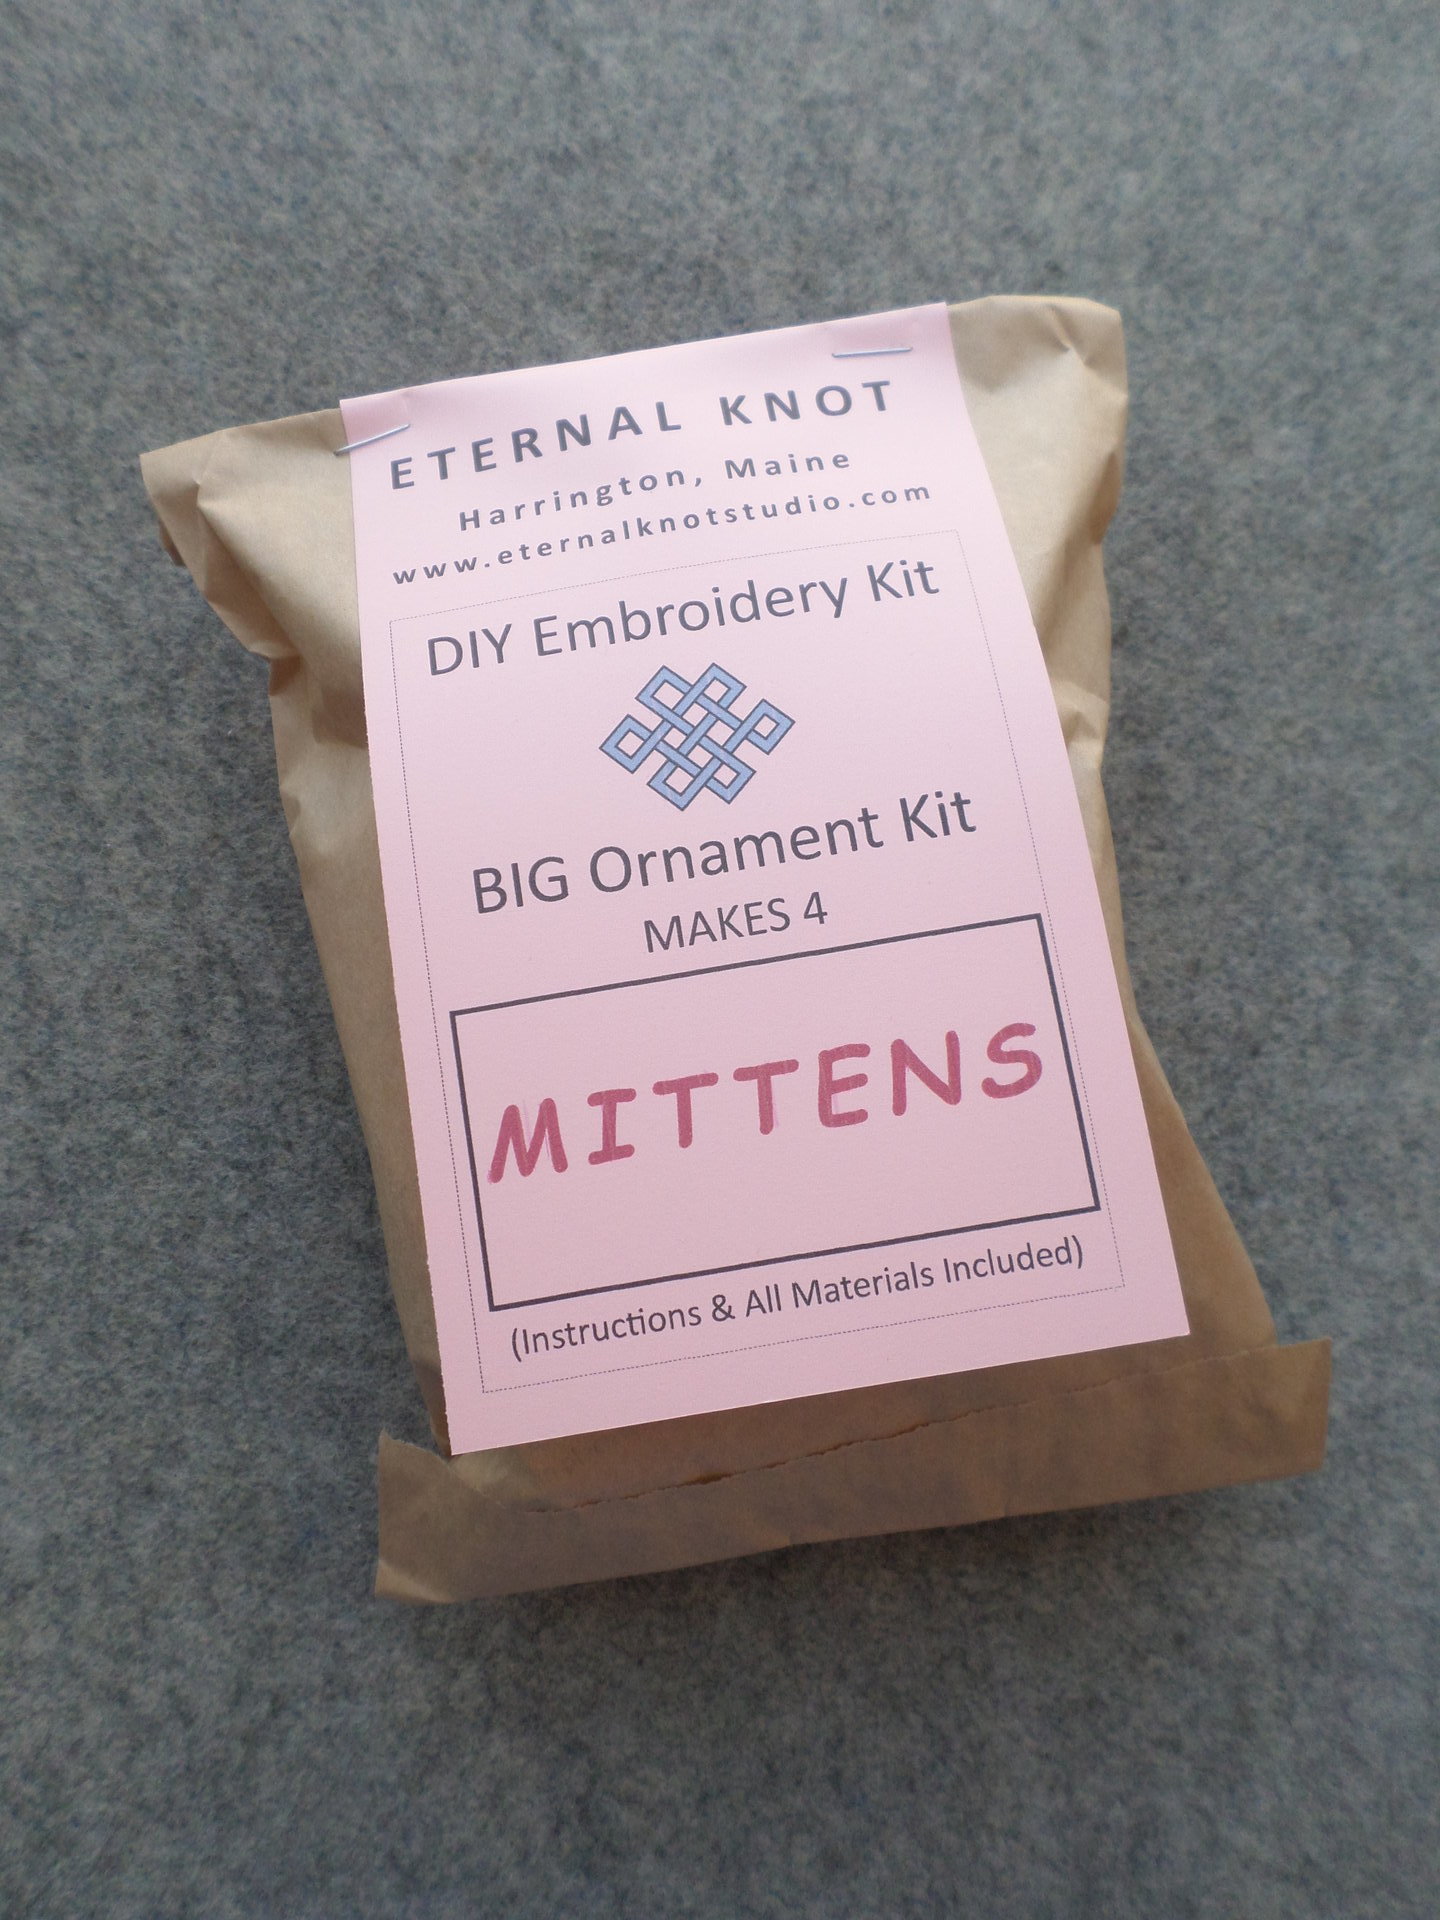 ETERNAL KNOT
Harrington, Maine
www.eternalknotstudio.com
DIY Embroidery Kit
BIG Ornament Kit
MAKES 4
MITTENS
(Instructions & All Materials Included)